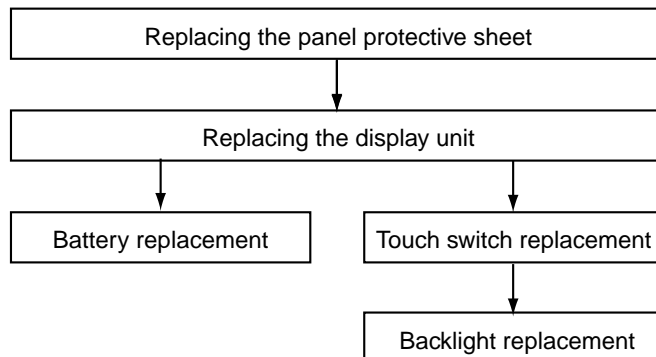 Replacing the panel protective sheet
Replacing the display unit
Battery replacement
Touch switch replacement
Backlight replacement